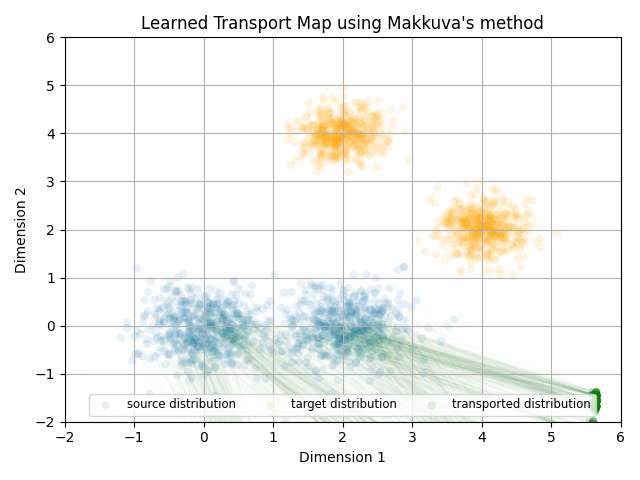 Learned Transport Map using Makkuva's method
6
5
4
3
2
1
0
−1
−2
Dimension 2
source distribution target distribution transported distribution
−2 −1 0 1 2 3 4 5 6
Dimension 1